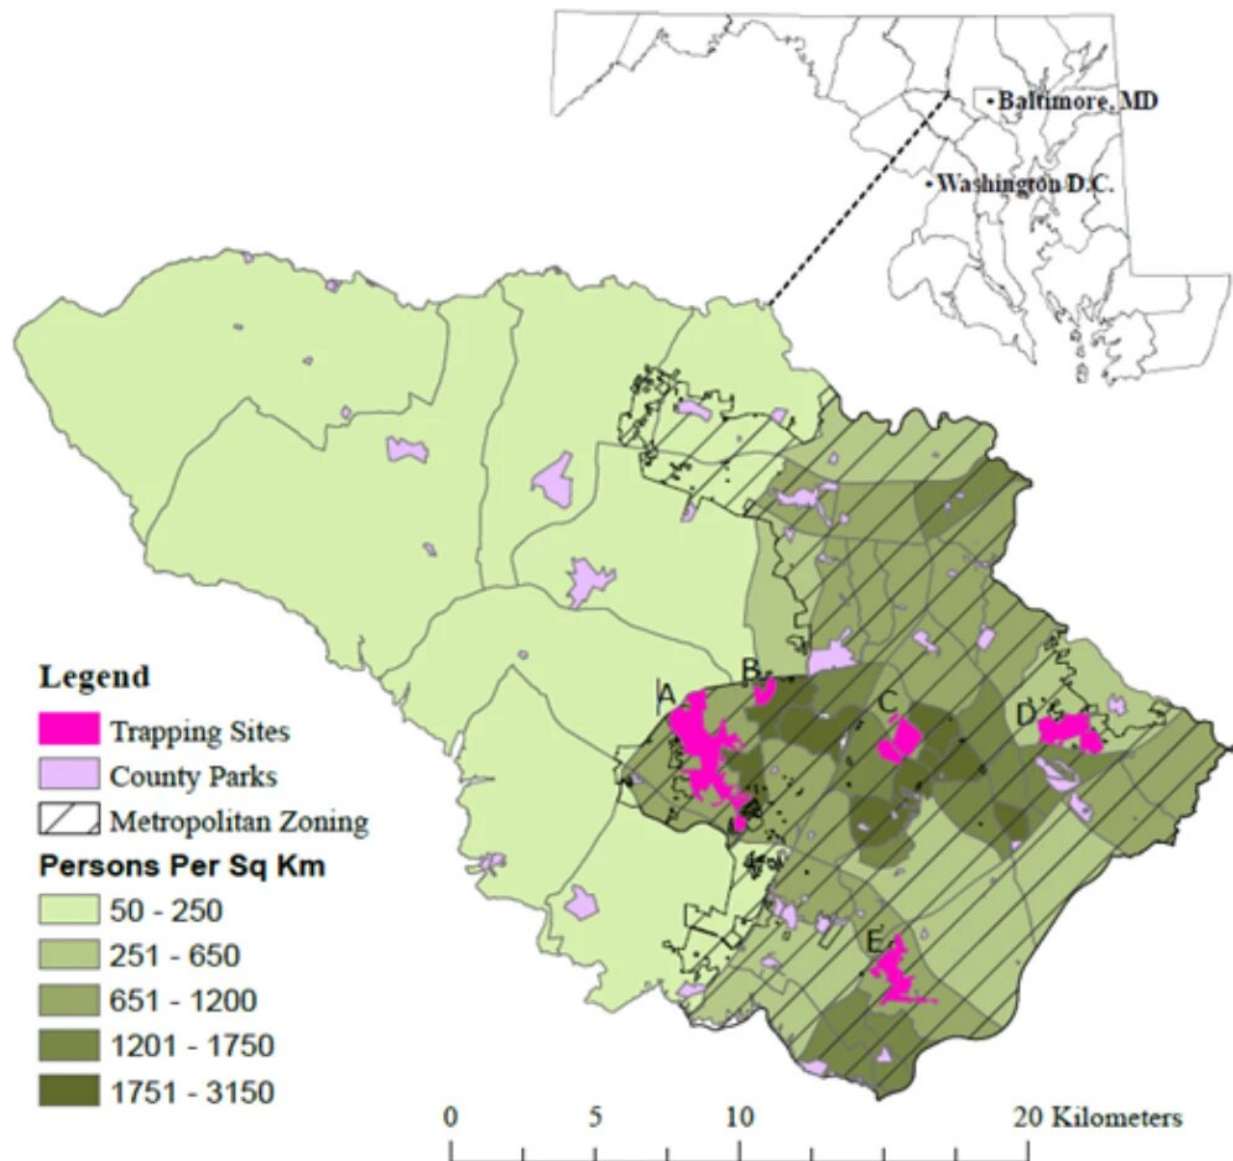 Baltimore, MD
Washington D.C.
A
B
C
D
E
Legend
Trapping Sites
County Parks
Metropolitan Zoning
Persons Per Sq Km
50 - 250
251 - 650
651 - 1200
1201 - 1750
1751 - 3150
0 5 10 20 Kilometers